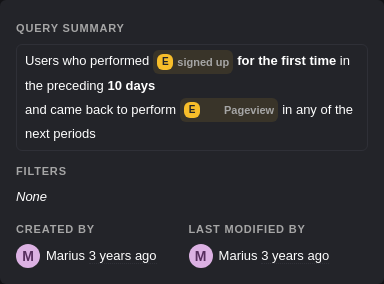 QUERY SUMMARY
Users who performed E signed up for the first time in
the preceding 10 days
and came back to perform E Pageview in any of the
next periods
FILTERS
None
CREATED BY LAST MODIFIED BY
M Marius 3 years ago M Marius 3 years ago